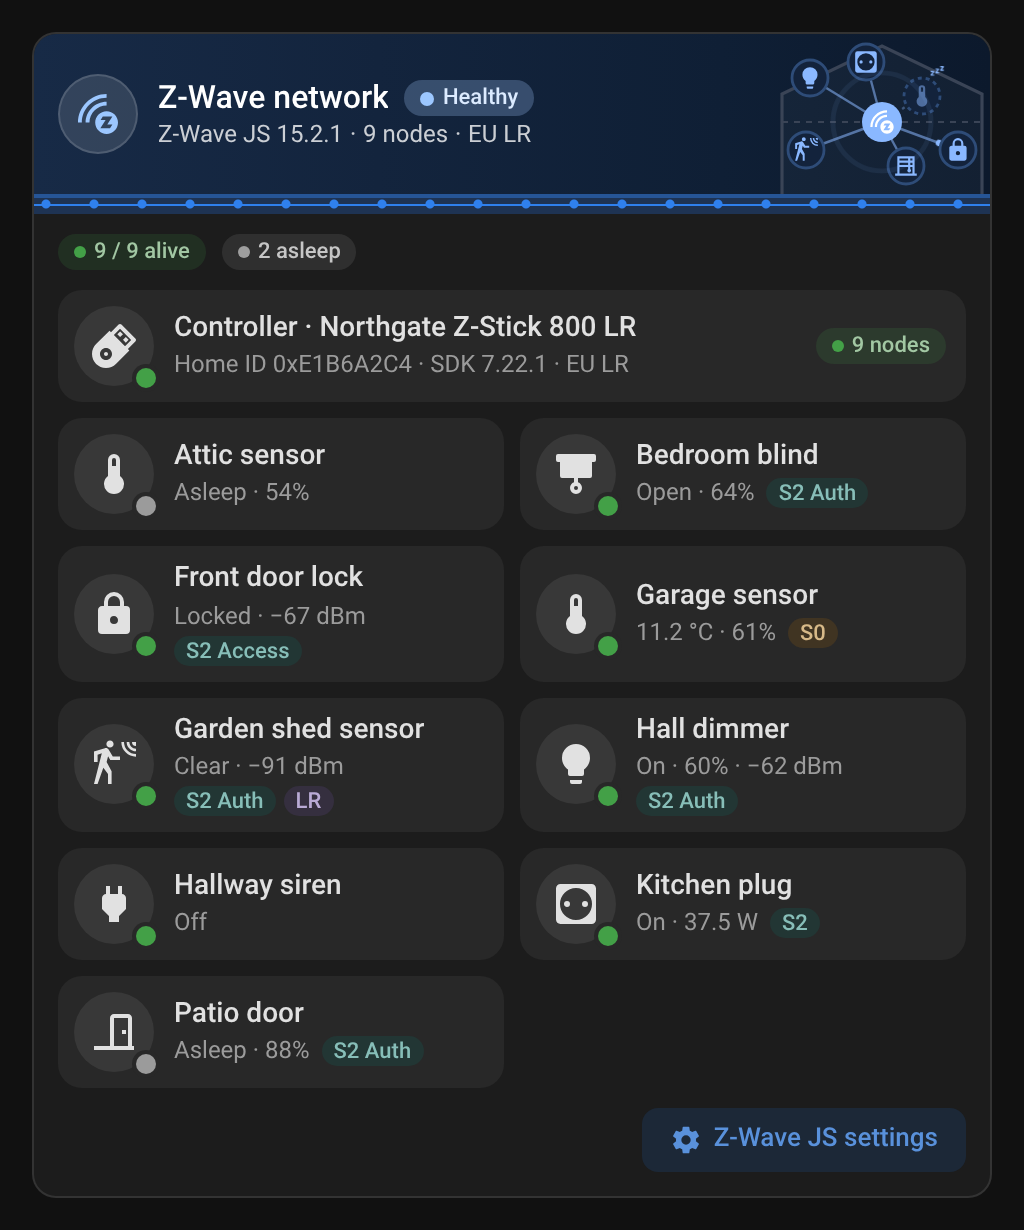 Z-Wave network
Healthy
Z-Wave JS 15.2.1 · 9 nodes · EU LR
zzz
9 / 9 alive
2 asleep
Controller · Northgate Z-Stick 800 LR
Home ID 0xE1B6A2C4 · SDK 7.22.1 · EU LR
9 nodes
Attic sensor
Asleep · 54%
Bedroom blind
Open · 64%
S2 Auth
Front door lock
Locked · −67 dBm
S2 Access
Garage sensor
11.2 °C · 61%
S0
Garden shed sensor
Clear · −91 dBm
S2 Auth
LR
Hall dimmer
On · 60% · −62 dBm
S2 Auth
Hallway siren
Off
Kitchen plug
On · 37.5 W
S2
Patio door
Asleep · 88%
S2 Auth
Z-Wave JS settings